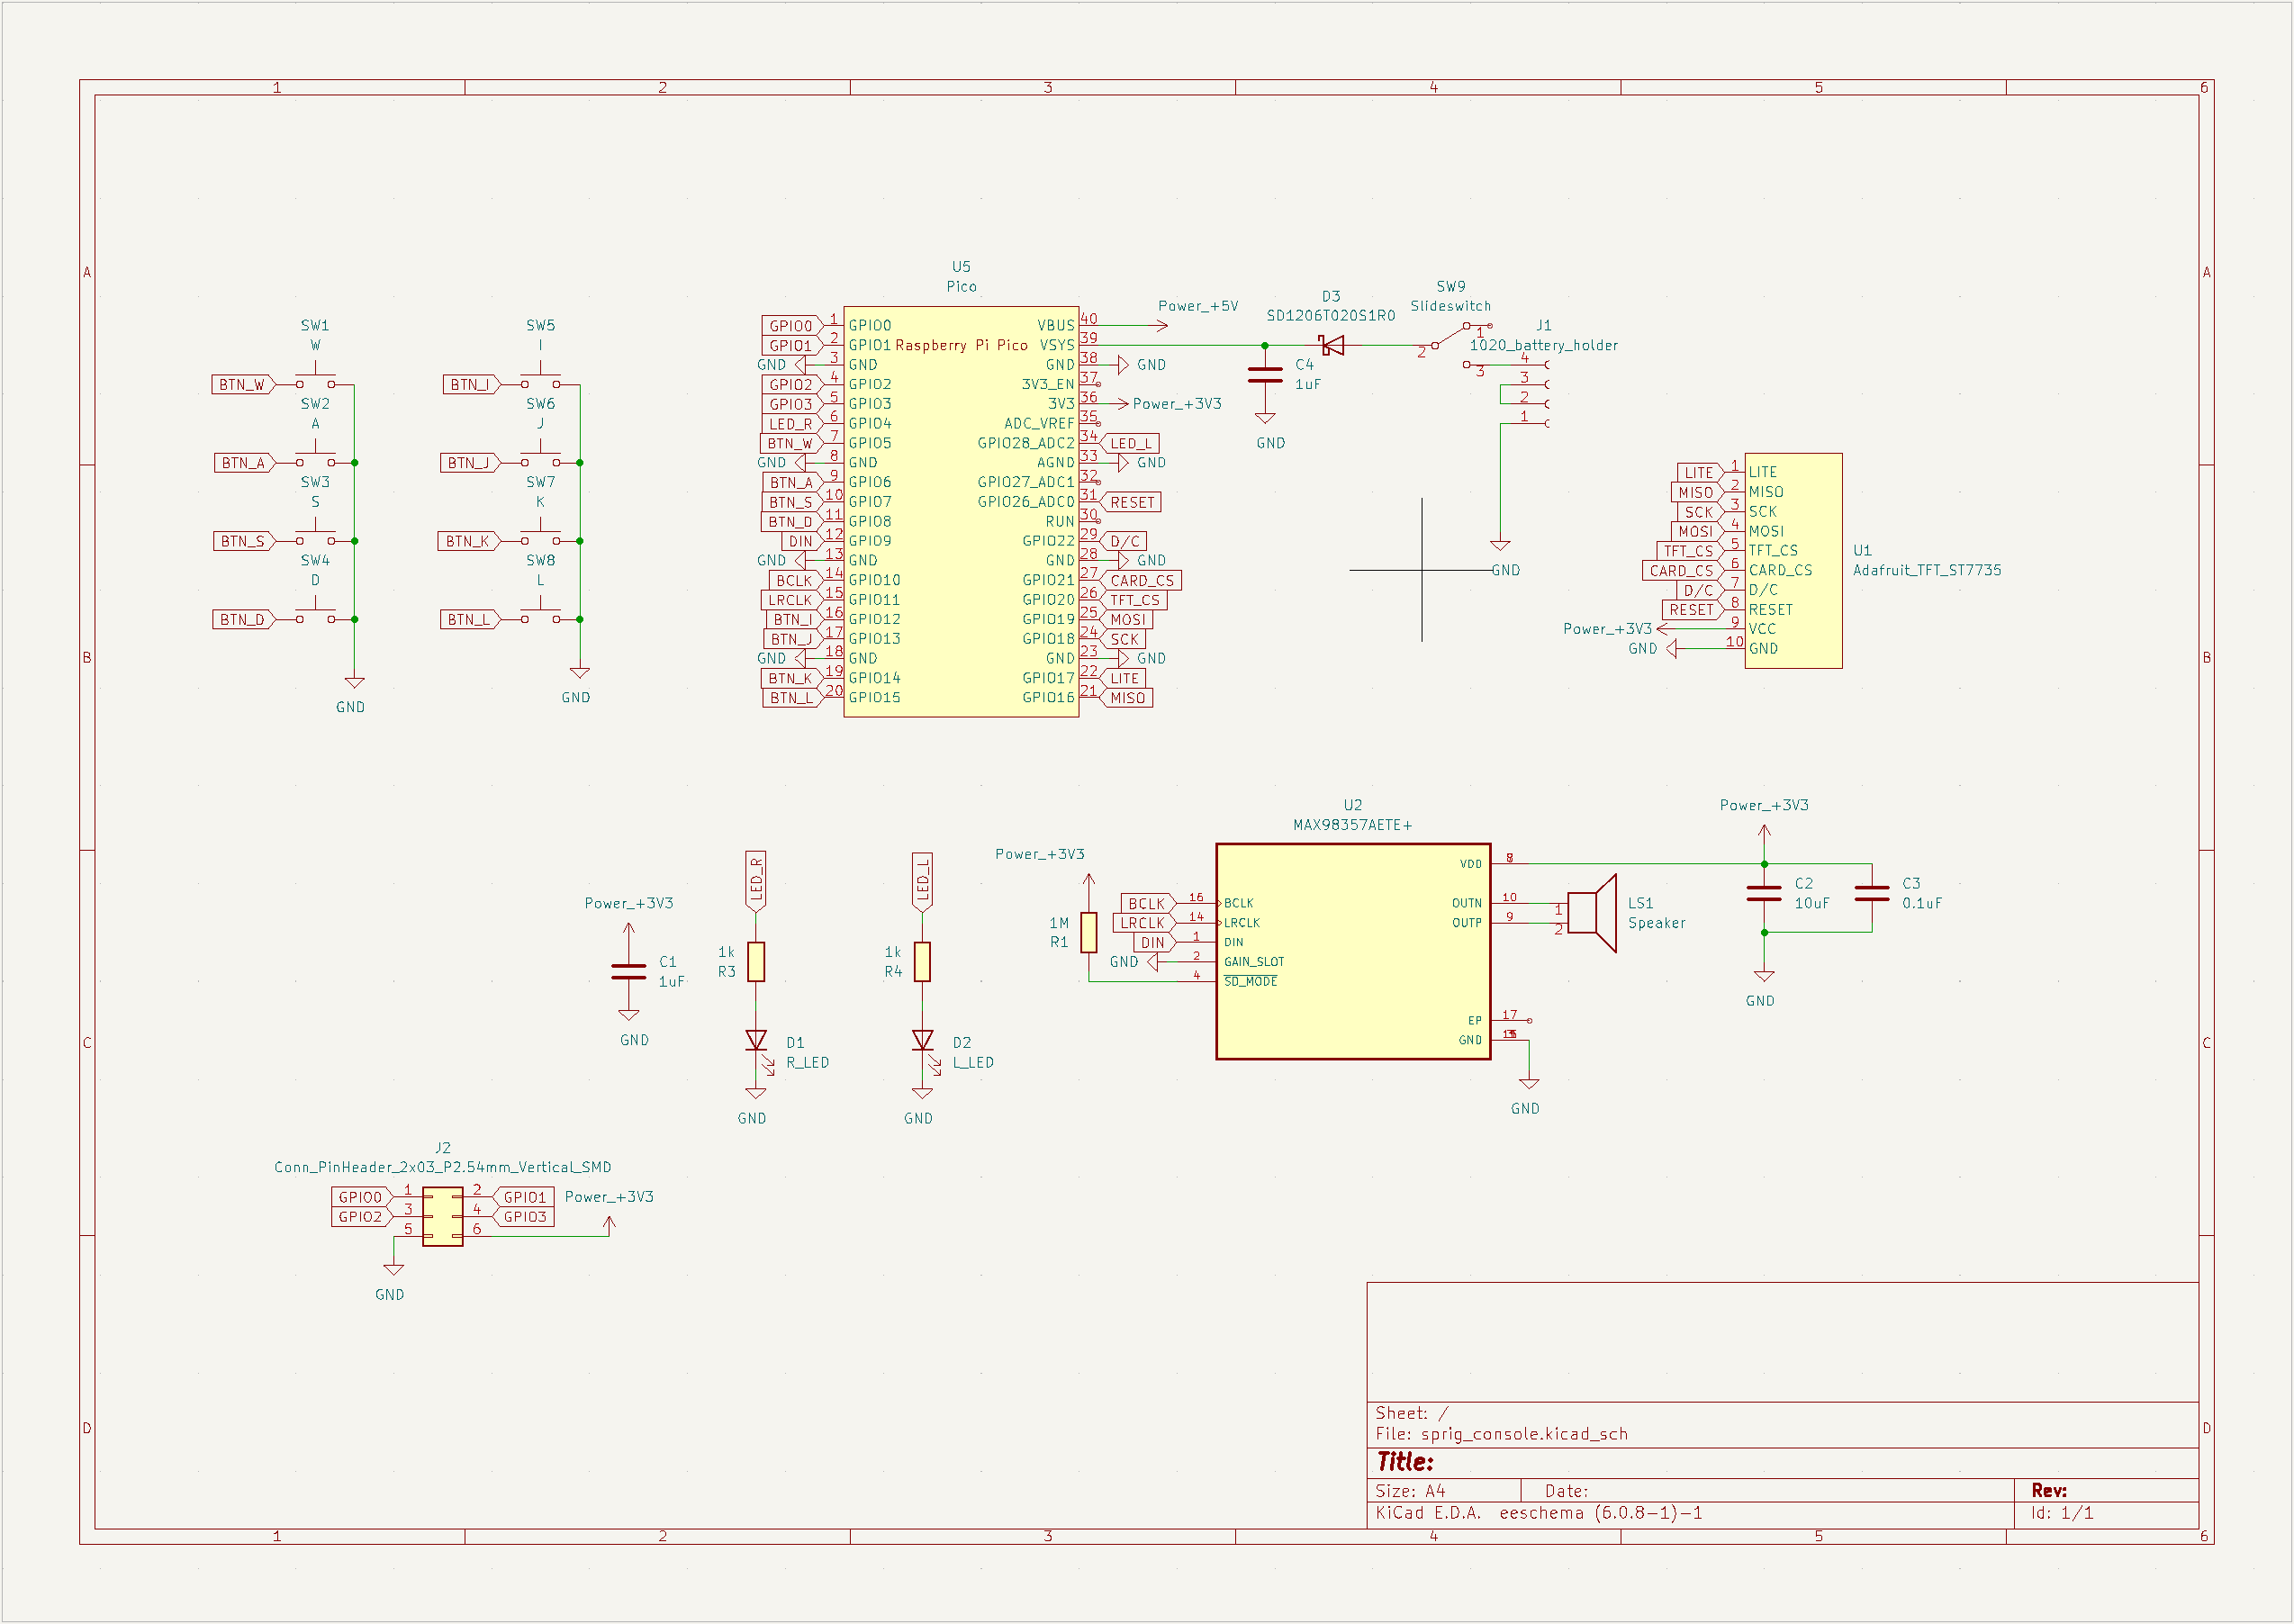 1 2 3 4 5 6
A A
B B
C C
D D
1 2 3 4 5 6
SW1
W
BTN_W
SW2
A
BTN_A
SW3
S
BTN_S
SW4
D
BTN_D
GND
SW5
I
BTN_I
SW6
J
BTN_J
SW7
K
BTN_K
SW8
L
BTN_L
GND
U5
Pico
Raspberry Pi Pico
GPIO0 1 GPIO0
GPIO1 2 GPIO1
GND 3 GND
GPIO2 4 GPIO2
GPIO3 5 GPIO3
LED_R 6 GPIO4
BTN_W 7 GPIO5
GND 8 GND
BTN_A 9 GPIO6
BTN_S 10 GPIO7
BTN_D 11 GPIO8
DIN 12 GPIO9
GND 13 GND
BCLK 14 GPIO10
LRCLK 15 GPIO11
BTN_I 16 GPIO12
BTN_J 17 GPIO13
GND 18 GND
BTN_K 19 GPIO14
BTN_L 20 GPIO15
VBUS 40 Power_+5V
VSYS 39
GND 38 GND
3V3_EN 37
3V3 36 Power_+3V3
ADC_VREF 35
GPIO28_ADC2 34 LED_L
AGND 33 GND
GPIO27_ADC1 32
GPIO26_ADC0 31 RESET
RUN 30
GPIO22 29 D/C
GND 28 GND
GPIO21 27 CARD_CS
GPIO20 26 TFT_CS
GPIO19 25 MOSI
GPIO18 24 SCK
GND 23 GND
GPIO17 22 LITE
GPIO16 21 MISO
C4
1uF
GND
D3
SD1206T020S1R0
SW9
Slideswitch
1
2
3
J1
1020_battery_holder
4
3
2
1
GND
LITE 1 LITE
MISO 2 MISO
SCK 3 SCK
MOSI 4 MOSI
TFT_CS 5 TFT_CS
CARD_CS 6 CARD_CS
D/C 7 D/C
RESET 8 RESET
Power_+3V3 9 VCC
GND 10 GND
U1
Adafruit_TFT_ST7735
Power_+3V3
C1
1uF
GND
LED_R
1k
R3
D1
R_LED
GND
LED_L
1k
R4
D2
L_LED
GND
Power_+3V3
1M
R1
U2
MAX98357AETE+
BCLK 16 BCLK
LRCLK 14 LRCLK
DIN 1 DIN
GND 2 GAIN_SLOT
4 SD_MODE
VDD
OUTN 10 1
OUTP 9 2
EP 17
GND
GND
LS1
Speaker
Power_+3V3
C2
10uF
C3
0.1uF
GND
J2
Conn_PinHeader_2x03_P2.54mm_Vertical_SMD
GPIO0 1 2 GPIO1
GPIO2 3 4 GPIO3
5 6
Power_+3V3
GND
Sheet: /
File: sprig_console.kicad_sch
Title:
Size: A4 Date: Rev:
KiCad E.D.A. eeschema (6.0.8-1)-1 Id: 1/1